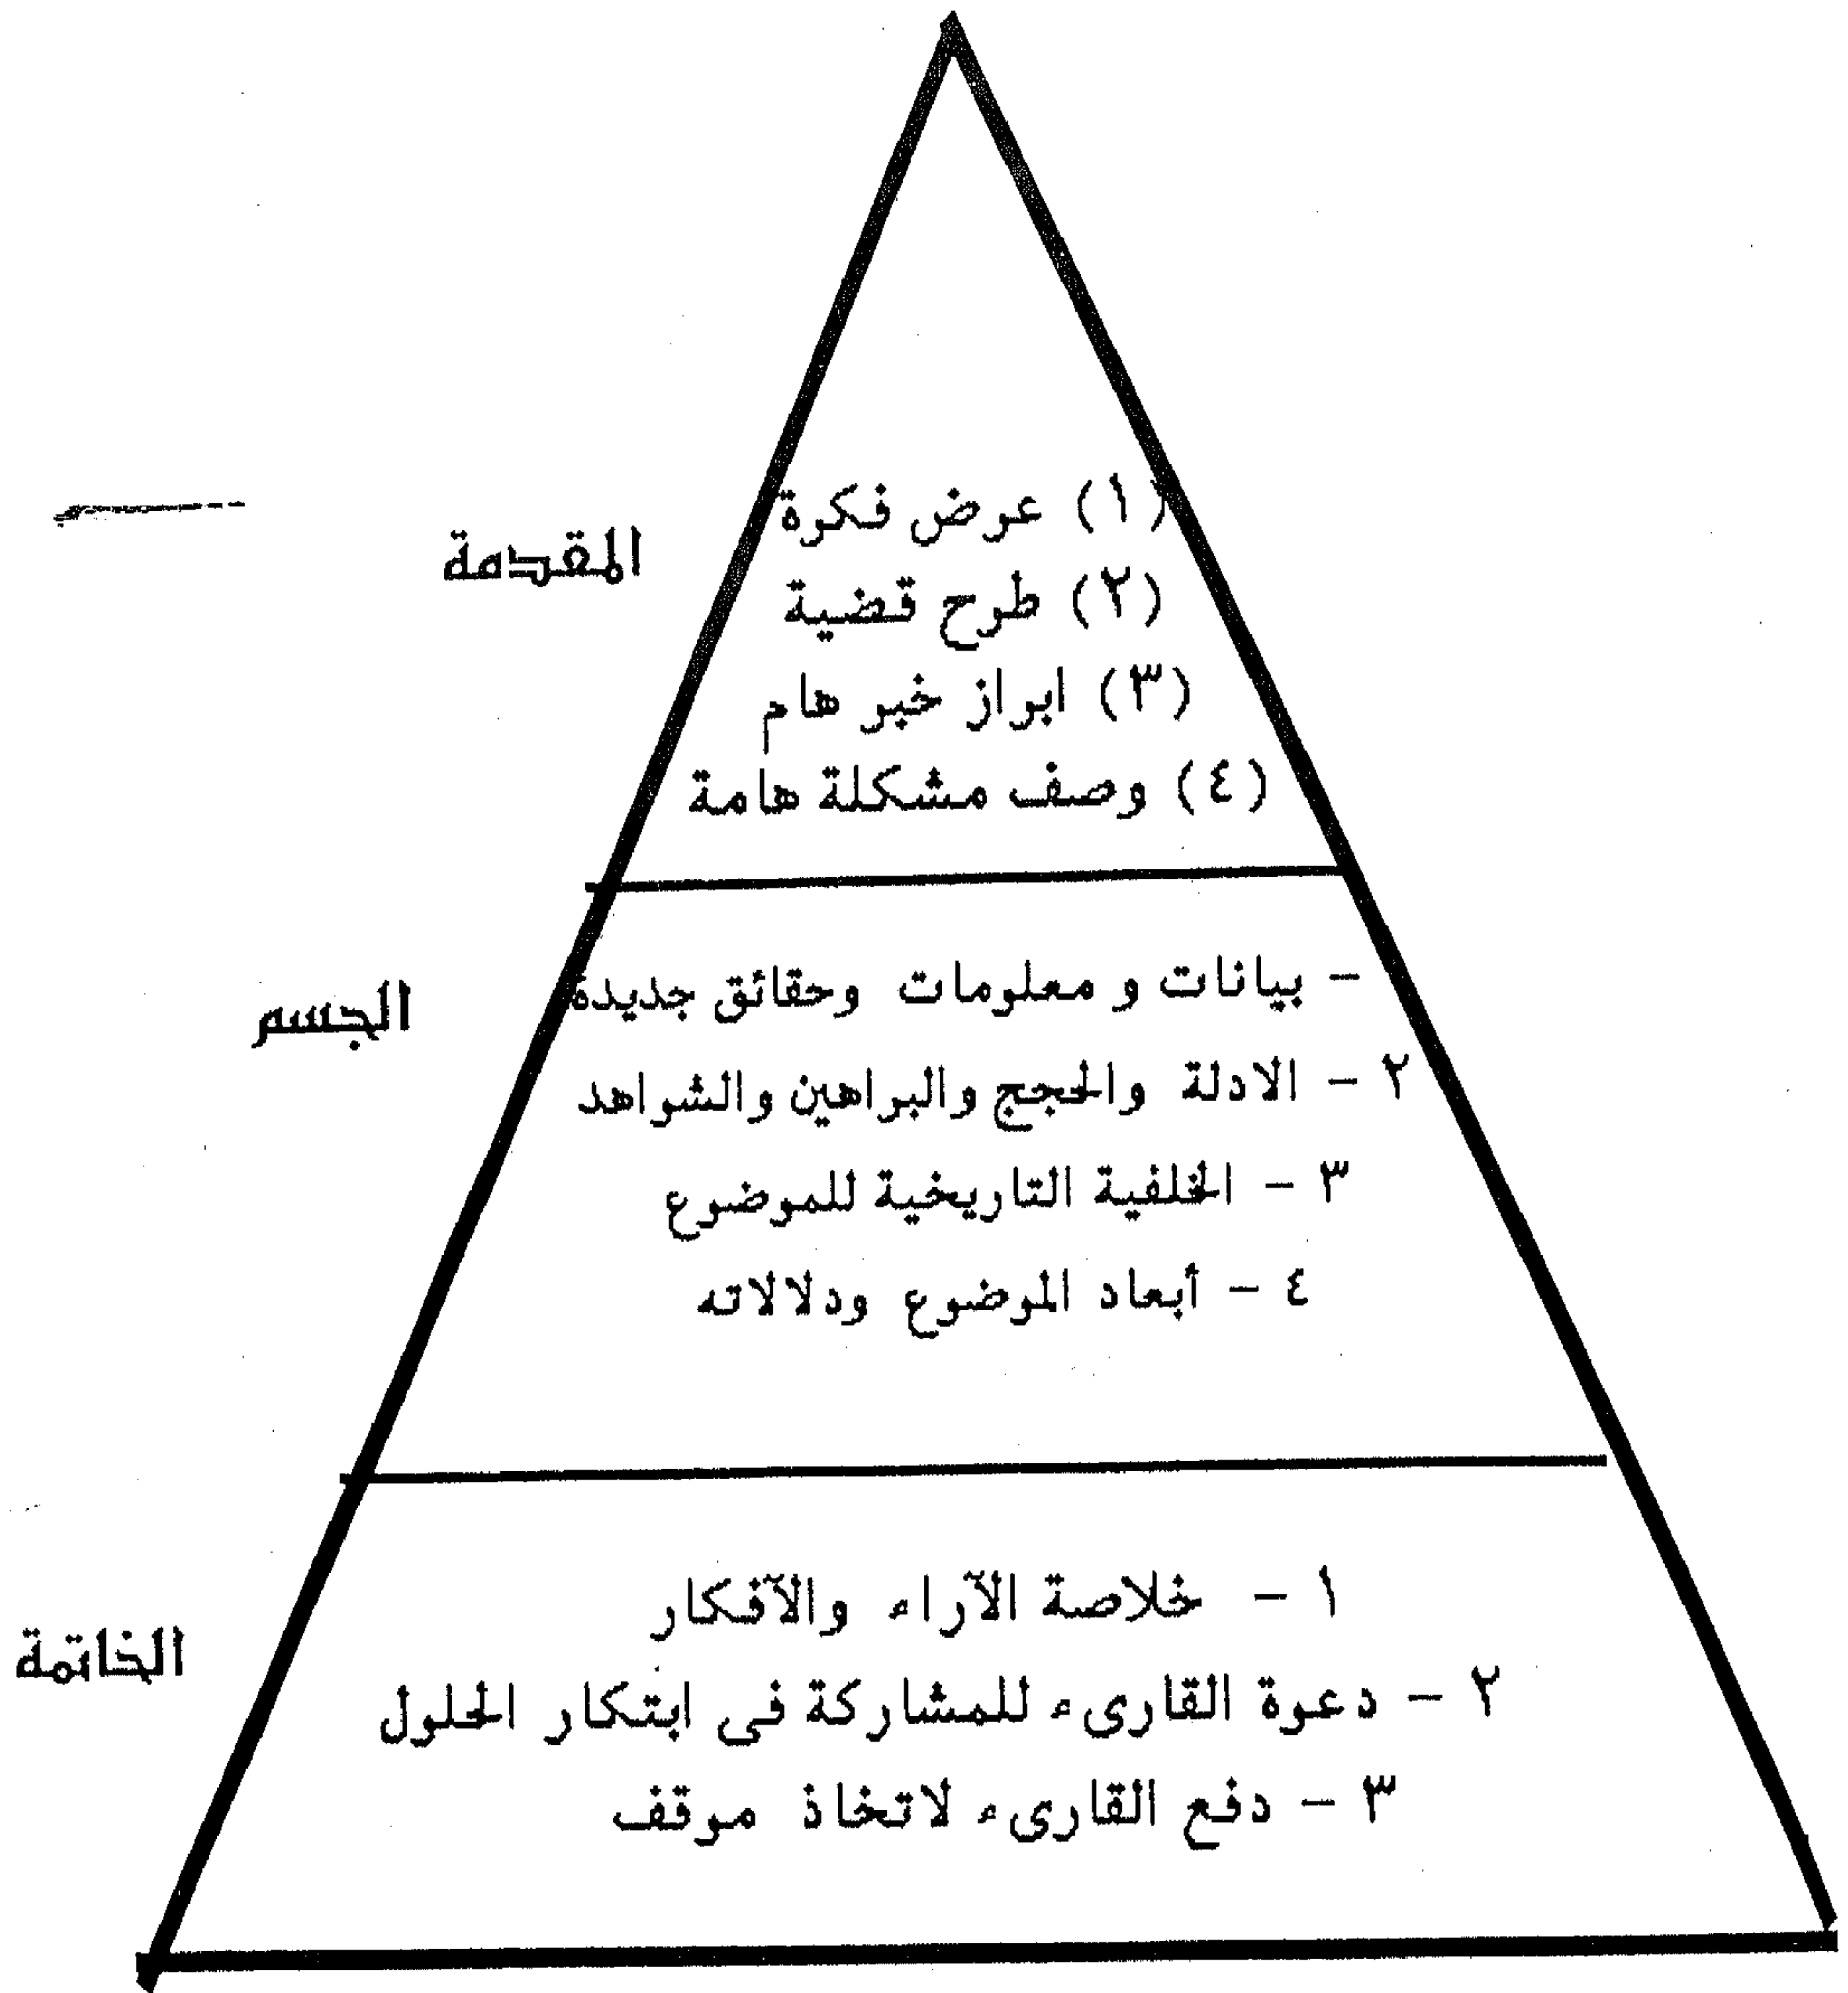 (١) عرض فكرة
المقدمة
(٢) طرح قضية
(٣) ابراز خبر هام
(٤) وصف مشكلة هامة
- بيانات و معلومات وحقائق جديدة
الجسم
٢ - الادلة والحجج والبراهين والشواهد
٣ - الخلفية التاريخية للموضوع
٤ - أبعاد الموضوع ودلالاته
١ - خلاصة الآراء والآفكار
الخاتمة
٢ - دعوة القارىء للمشاركة فى ابتكار الحلول
٣ - دفع القارىء لاتخاذ موقف